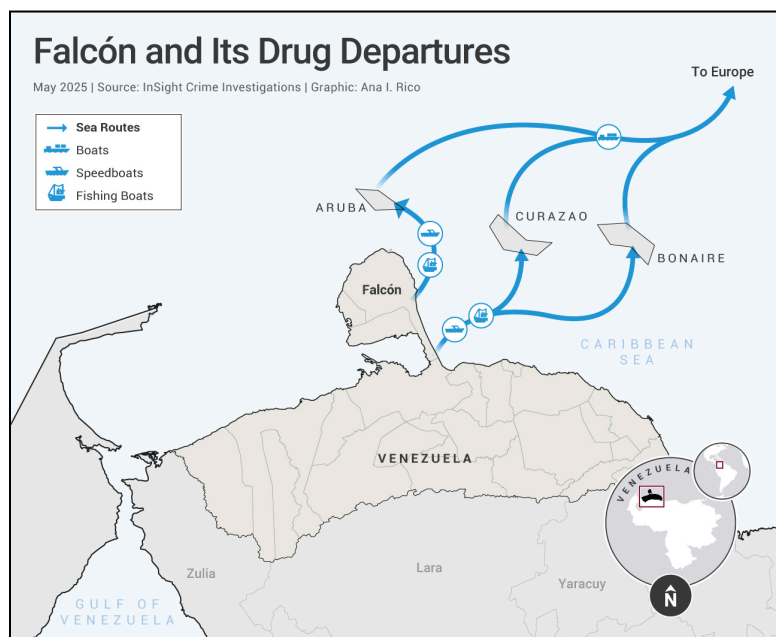 Falcón and Its Drug Departures
May 2025 | Source: InSight Crime Investigations | Graphic: Ana I. Rico
To Europe
Sea Routes
Boats
Speedboats
Fishing Boats
ARUBA
CURAZAO
BONAIRE
Falcón
CARIBBEAN
SEA
VENEZUELA
VENEZUELA
Zulia
Lara
Yaracuy
GULF OF
VENEZUELA
N